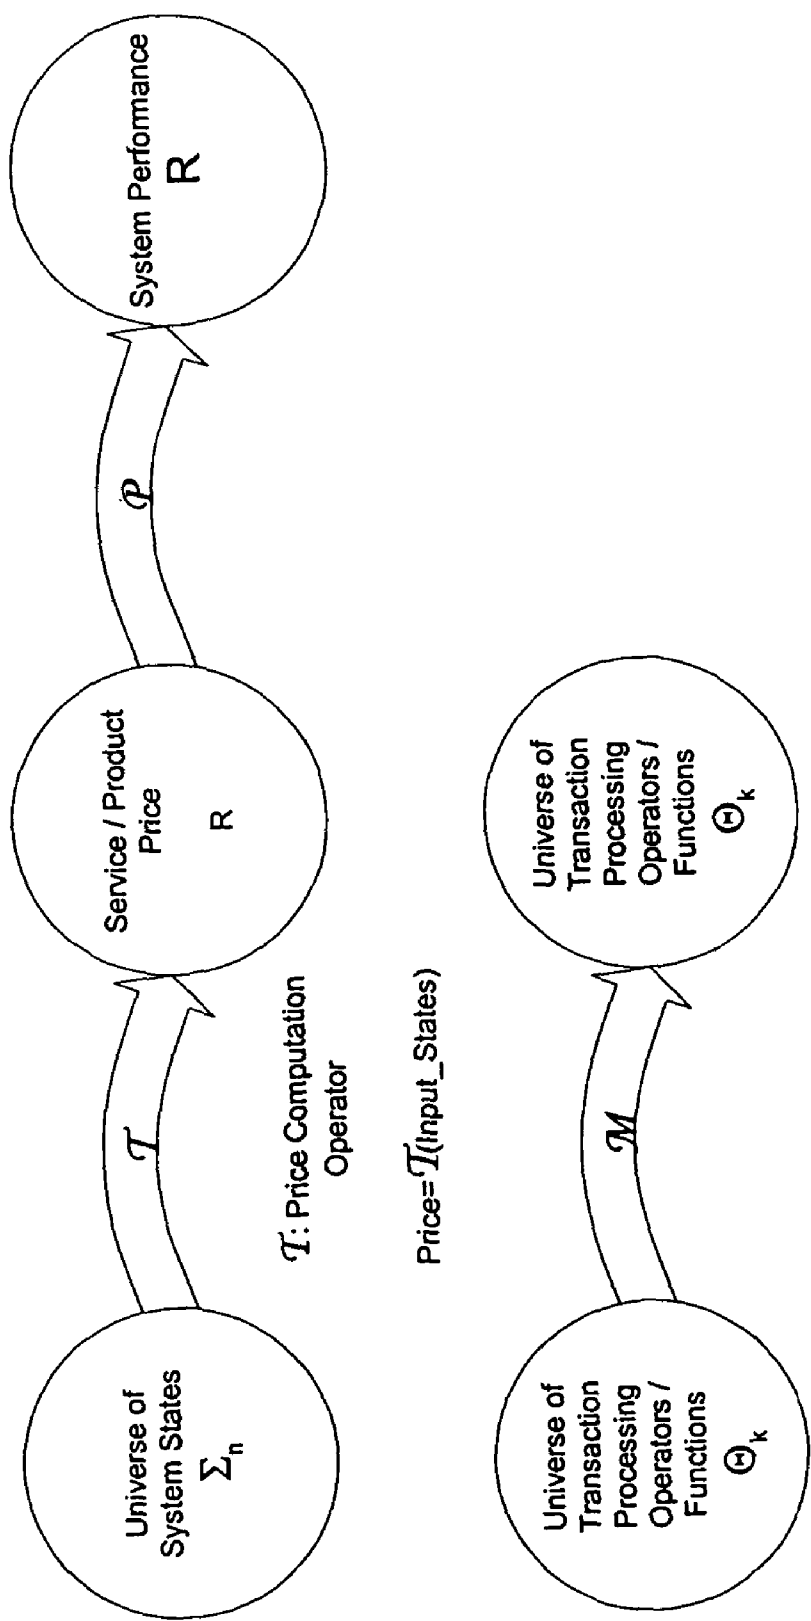 Universe of
System States
Σn
𝒯
Service / Product
Price
R
𝒫
System Performance
R
𝒯: Price Computation
Operator
Price=𝒯(Input_States)
Universe of
Transaction
Processing
Operators /
Functions
Θk
ℳ
Universe of
Transaction
Processing
Operators /
Functions
Θk